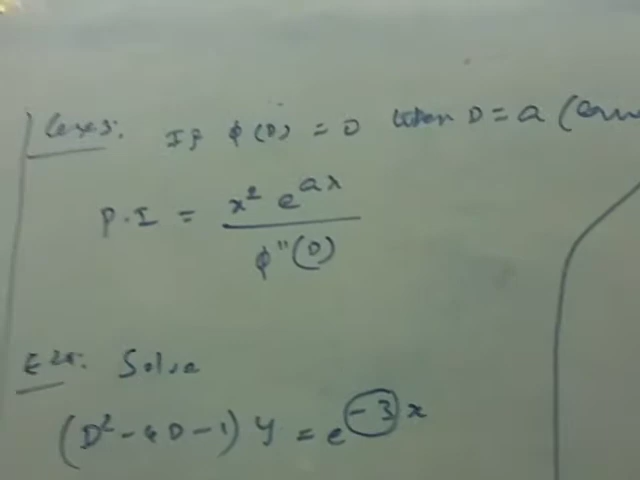 Case 3: If φ(D) = 0 when D = a
P.I = x² e^{ax} / φ''(D)
Ex: Solve
(D² - 4D - 1) y = e^{-3x}